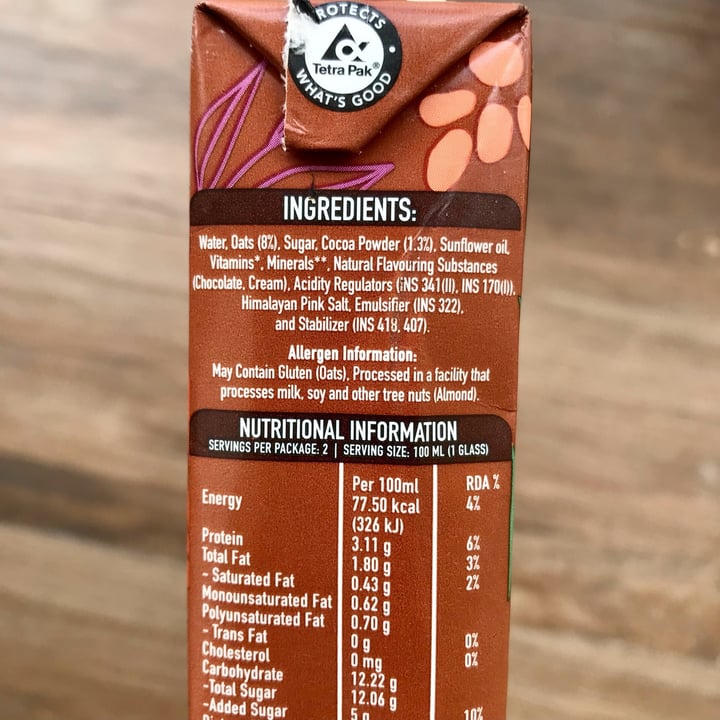 PROTECTS
Tetra Pak®
WHAT'S GOOD
INGREDIENTS:
Water, Oats (8%), Sugar, Cocoa Powder (1.3%), Sunflower oil,
Vitamins*, Minerals**, Natural Flavouring Substances
(Chocolate, Cream), Acidity Regulators (iNS 341(II), INS 170(I)),
Himalayan Pink Salt, Emulsifier (INS 322),
and Stabilizer (INS 418, 407).
Allergen Information:
May Contain Gluten (Oats), Processed in a facility that
processes milk, soy and other tree nuts (Almond).
NUTRITIONAL INFORMATION
SERVINGS PER PACKAGE: 2 | SERVING SIZE: 100 ML (1 GLASS)
Per 100ml RDA %
Energy 77.50 kcal 4%
(326 kJ)
Protein 3.11 g 6%
Total Fat 1.80 g 3%
- Saturated Fat 0.43 g 2%
Monounsaturated Fat 0.62 g
Polyunsaturated Fat 0.70 g
- Trans Fat 0 g 0%
Cholesterol 0 mg 0%
Carbohydrate 12.22 g
-Total Sugar 12.06 g
-Added Sugar 5 g 10%